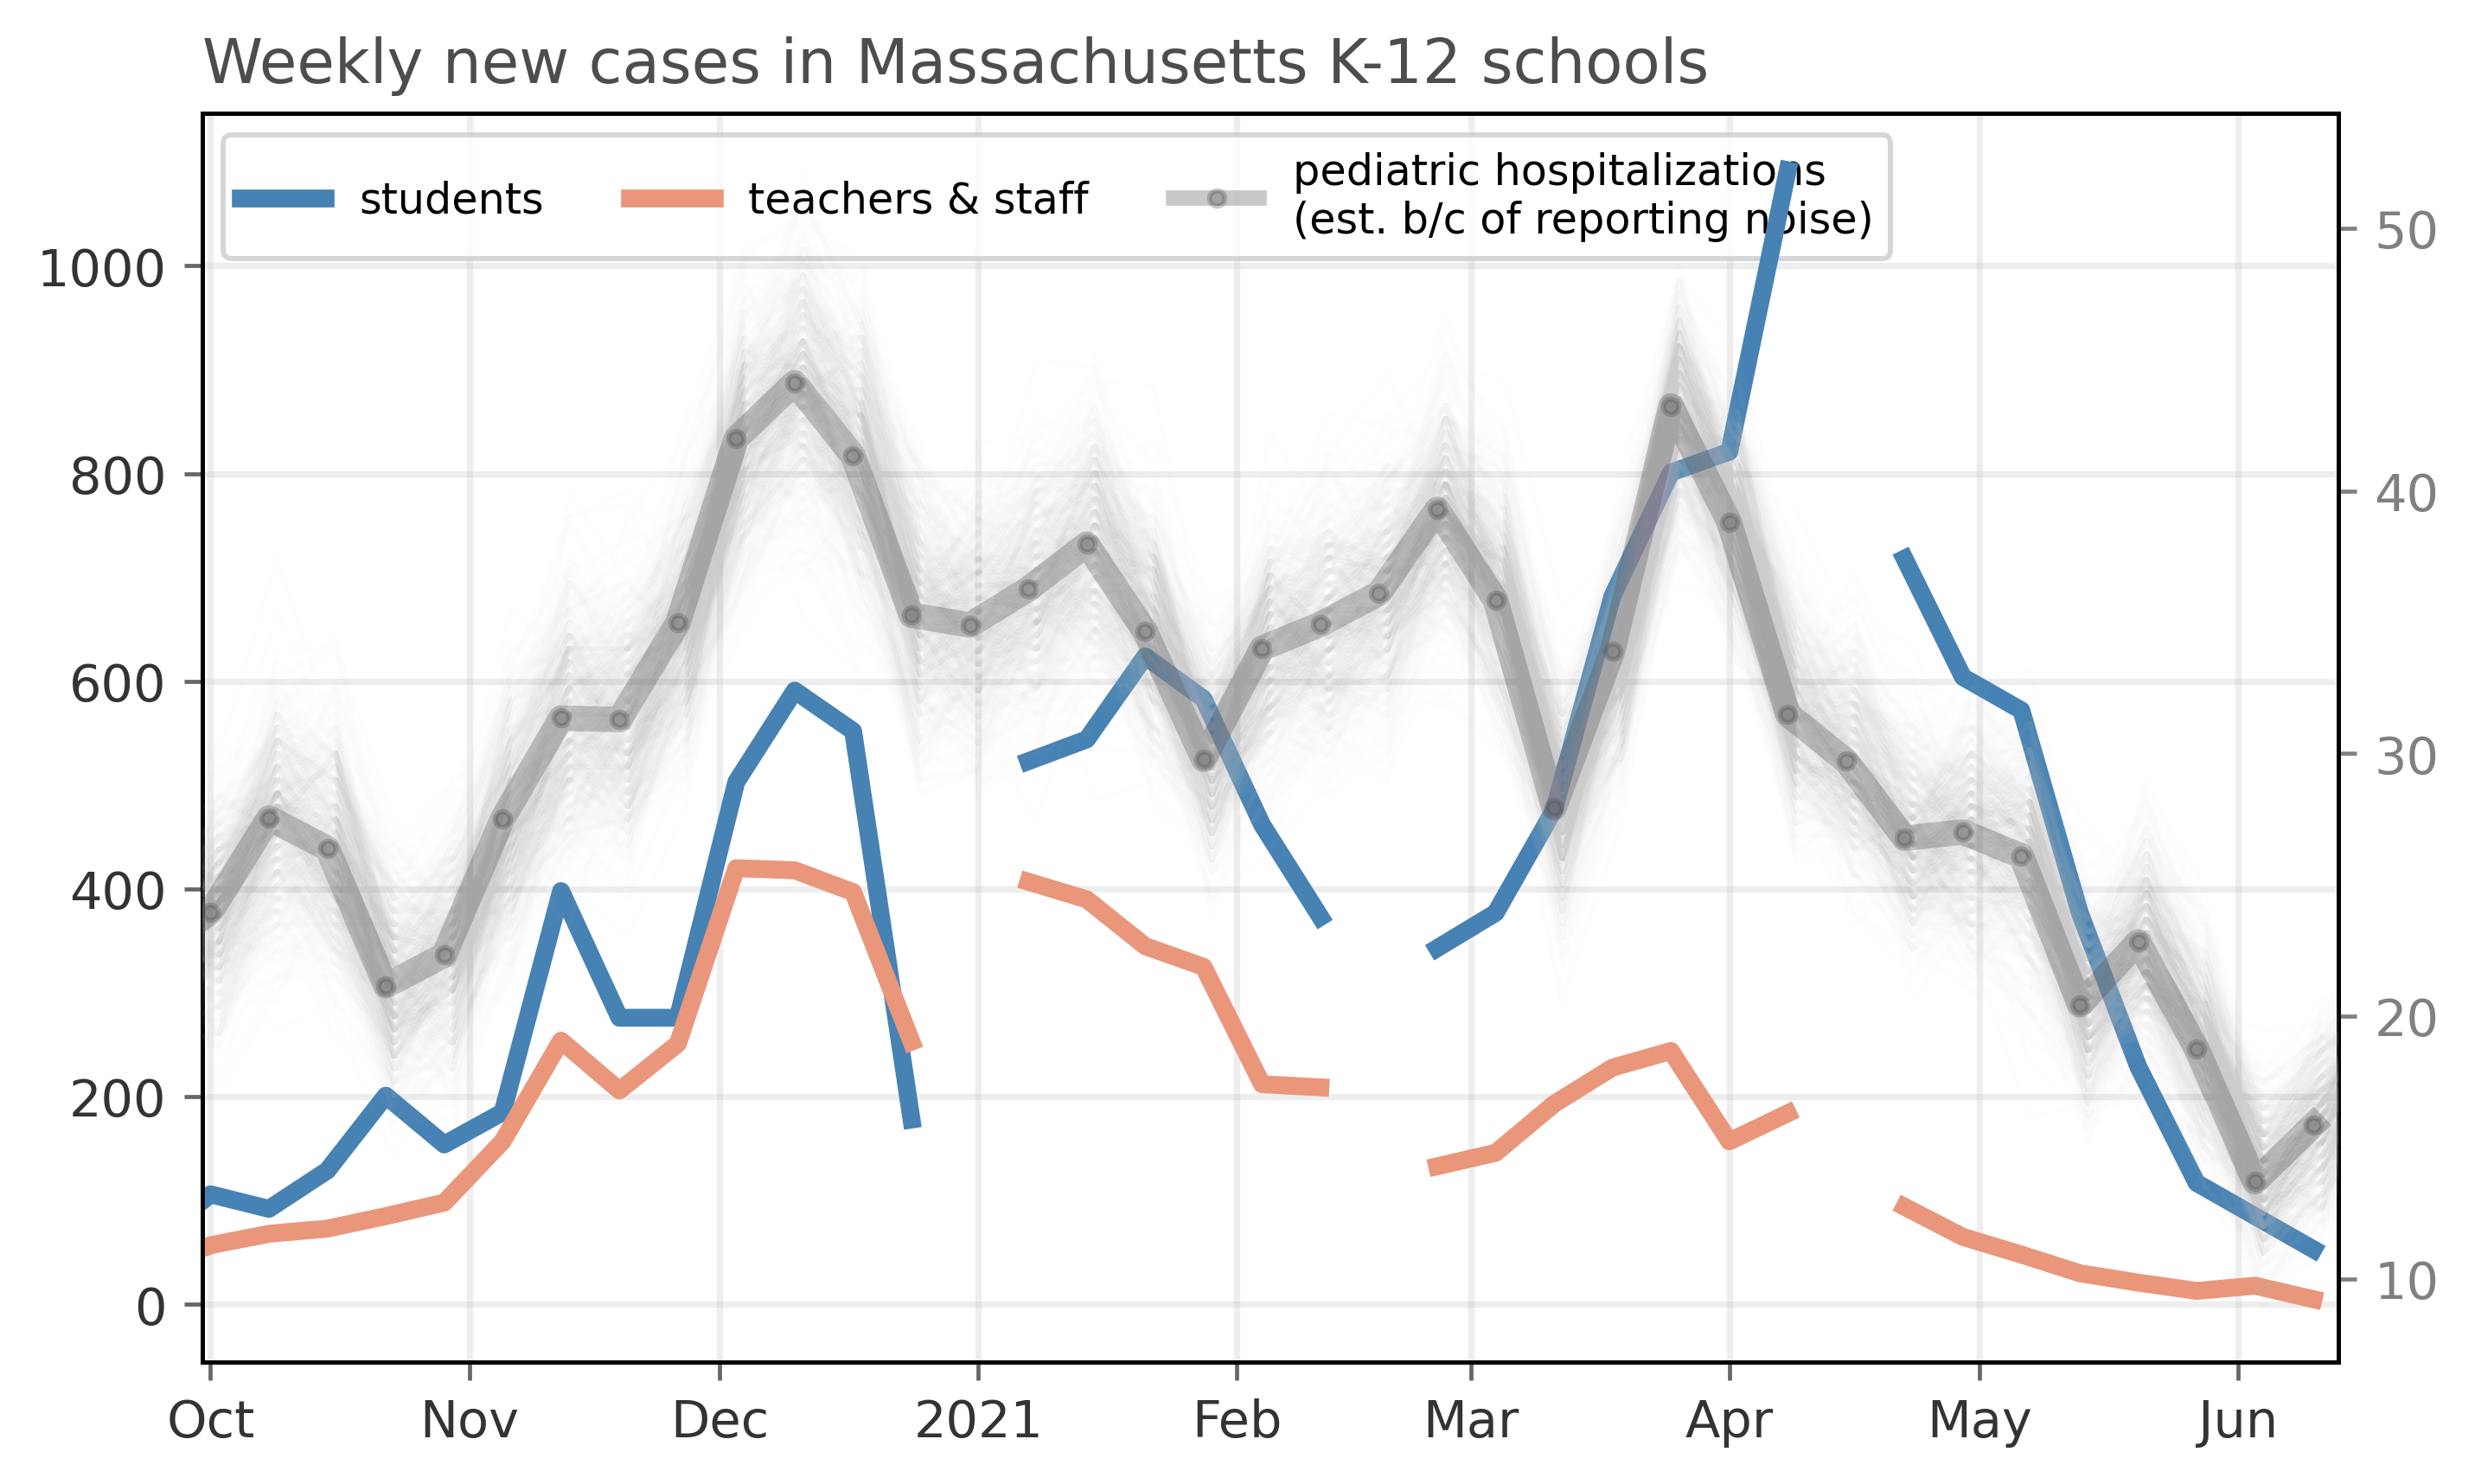 Weekly new cases in Massachusetts K-12 schools
students
teachers & staff
pediatric hospitalizations
(est. b/c of reporting noise)
1000
800
600
400
200
0
50
40
30
20
10
Oct Nov Dec 2021 Feb Mar Apr May Jun